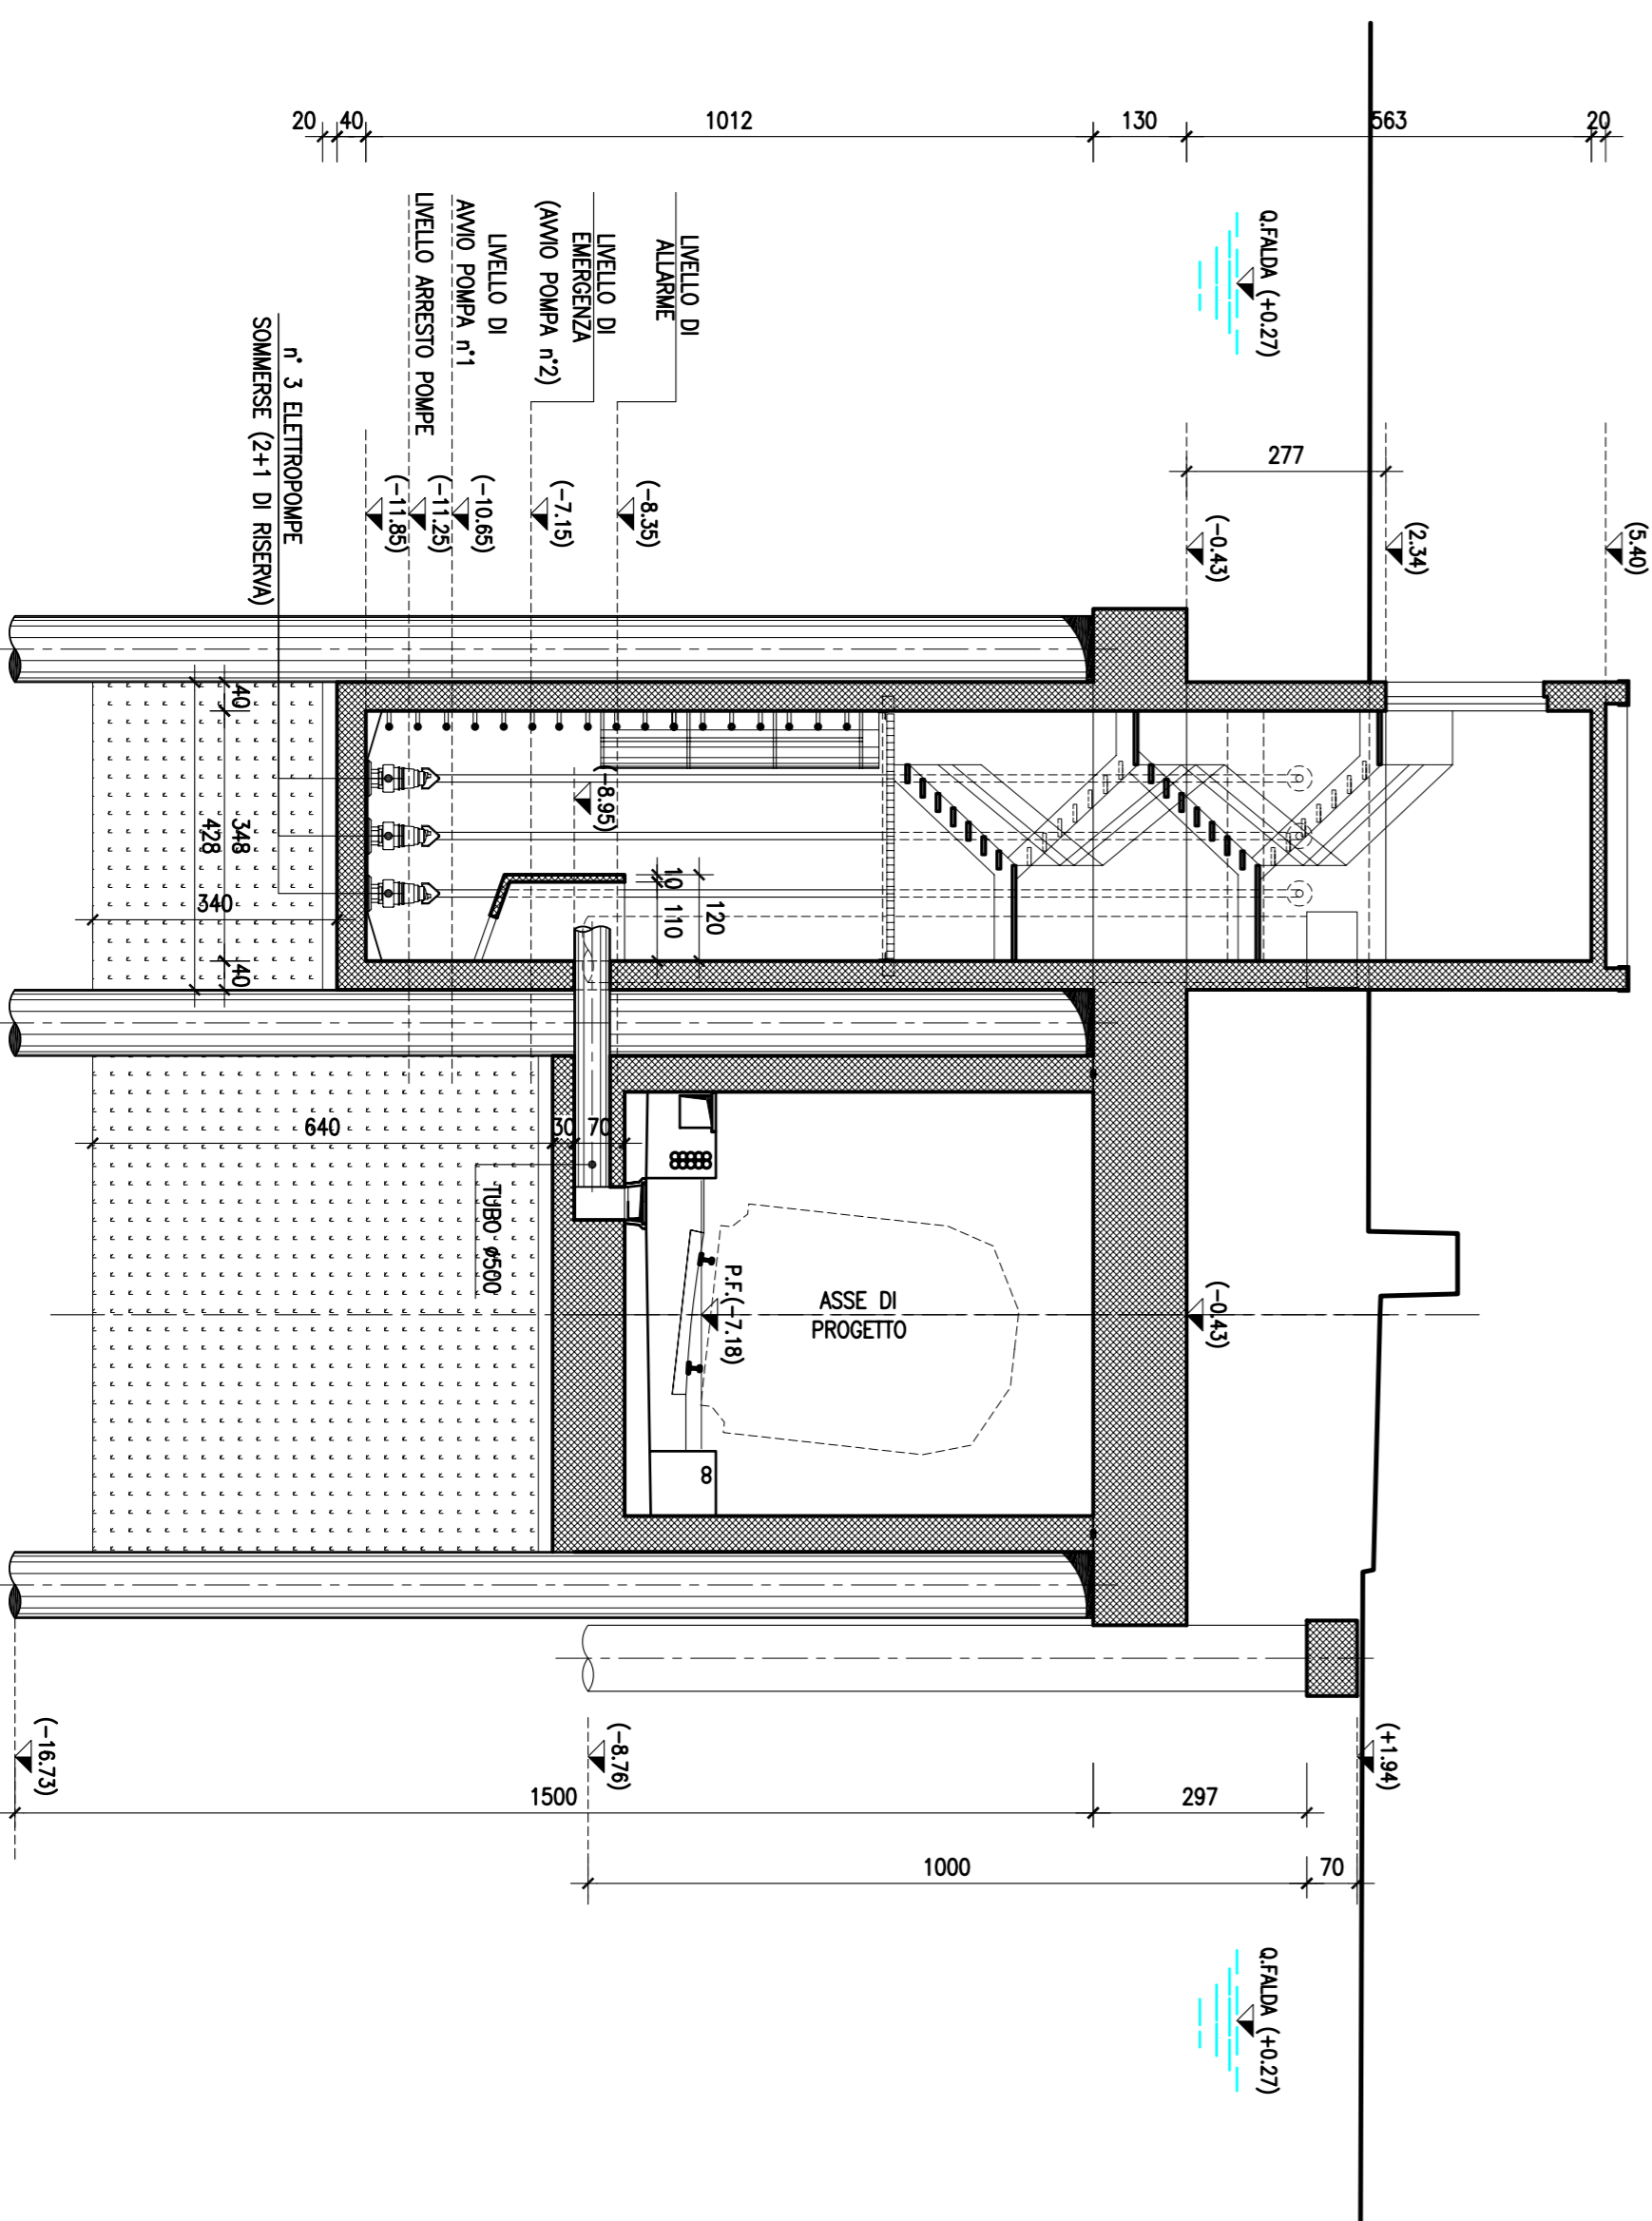 20
40
1012
130
563
20
Q.FALDA (+0.27)
LIVELLO DI
ALLARME
LIVELLO DI
EMERGENZA
(AVVIO POMPA n°2)
LIVELLO DI
AVVIO POMPA n°1
LIVELLO ARRESTO POMPE
n° 3 ELETTROPOMPE
SOMMERSE (2+1 DI RISERVA)
277
(5.40)
(2.34)
(-0.43)
(-8.35)
(-7.15)
(-10.65)
(-11.25)
(-11.85)
(-8.95)
40
348
428
340
40
10
110
120
640
30
70
TUBO ø500
P.F.(-7.18)
ASSE DI
PROGETTO
(-0.43)
(+1.94)
(-8.76)
(-16.73)
1500
297
1000
70
Q.FALDA (+0.27)